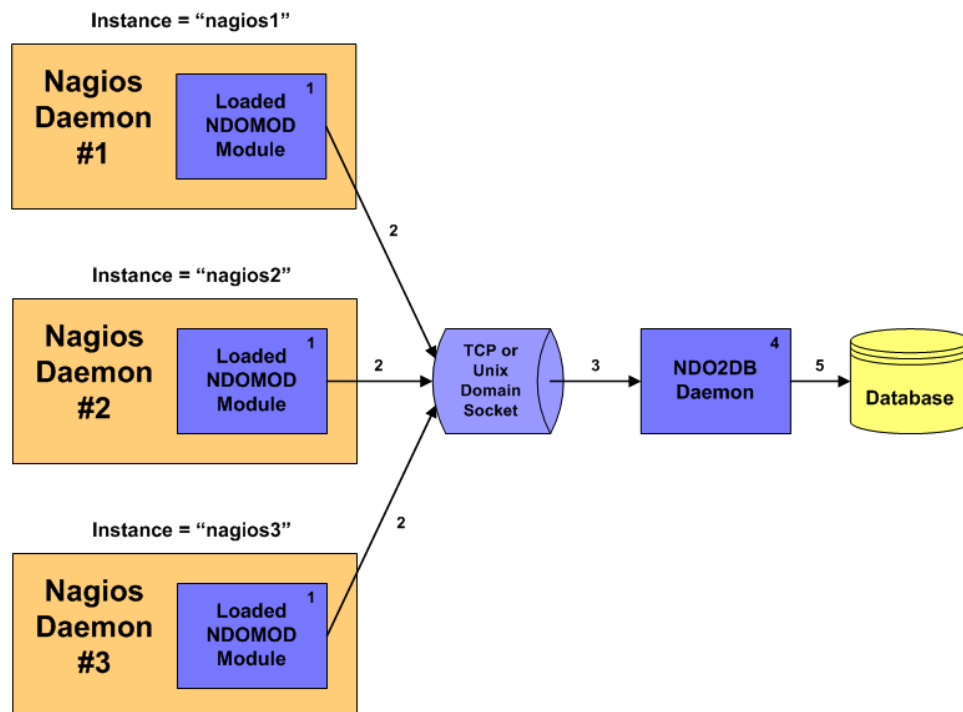 Instance = “nagios1”
Nagios
Daemon
#1
1
Loaded
NDOMOD
Module
2
Instance = “nagios2”
Nagios
Daemon
#2
1
Loaded
NDOMOD
Module
2
TCP or
Unix
Domain
Socket
3
4
NDO2DB
Daemon
5
Database
Instance = “nagios3”
2
Nagios
Daemon
#3
1
Loaded
NDOMOD
Module